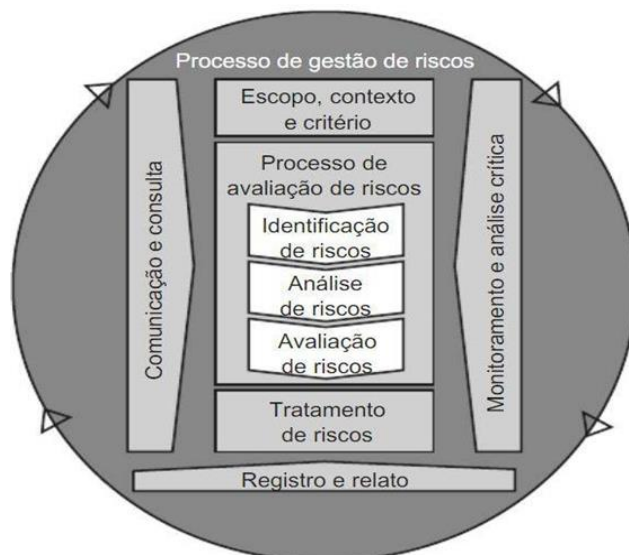 Processo de gestão de riscos
Escopo, contexto
e critério
Processo de
avaliação de riscos
Identificação
de riscos
Análise
de riscos
Avaliação
de riscos
Tratamento
de riscos
Comunicação e consulta
Monitoramento e análise crítica
Registro e relato